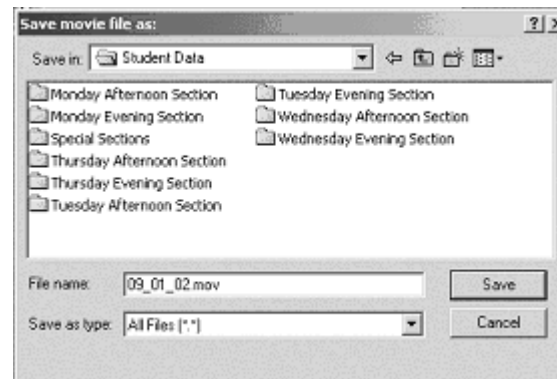 Save movie file as:
Save in: Student Data
Monday Afternoon Section
Monday Evening Section
Special Sections
Thursday Afternoon Section
Thursday Evening Section
Tuesday Afternoon Section
Tuesday Evening Section
Wednesday Afternoon Section
Wednesday Evening Section
File name: 09_01_02.mov
Save
Save as type: All Files (*.*)
Cancel